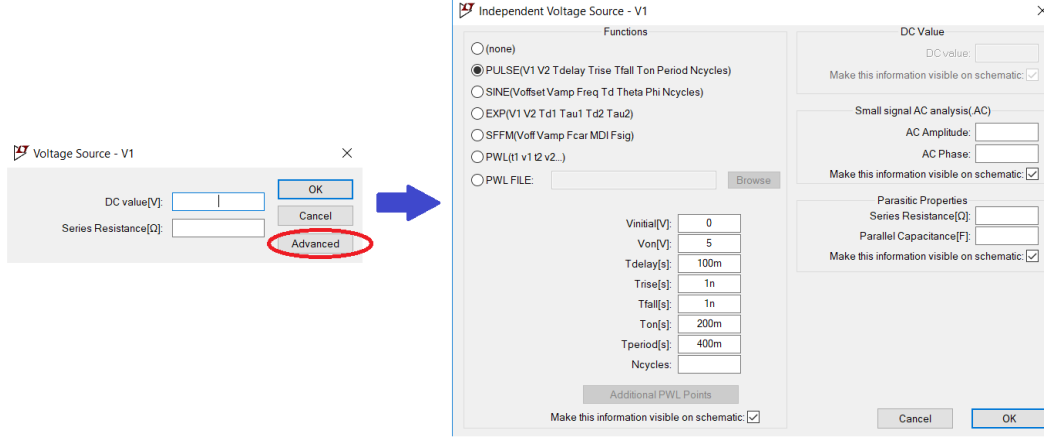 Voltage Source - V1
DC value[V]:
Series Resistance[Ω]:
OK
Cancel
Advanced
Independent Voltage Source - V1
Functions
(none)
PULSE(V1 V2 Tdelay Trise Tfall Ton Period Ncycles)
SINE(Voffset Vamp Freq Td Theta Phi Ncycles)
EXP(V1 V2 Td1 Tau1 Td2 Tau2)
SFFM(Voff Vamp Fcar MDI Fsig)
PWL(t1 v1 t2 v2...)
PWL FILE: Browse
Vinitial[V]: 0
Von[V]: 5
Tdelay[s]: 100m
Trise[s]: 1n
Tfall[s]: 1n
Ton[s]: 200m
Tperiod[s]: 400m
Ncycles:
Additional PWL Points
Make this information visible on schematic:
DC Value
DC value:
Make this information visible on schematic:
Small signal AC analysis(.AC)
AC Amplitude:
AC Phase:
Make this information visible on schematic:
Parasitic Properties
Series Resistance[Ω]:
Parallel Capacitance[F]:
Make this information visible on schematic:
Cancel OK